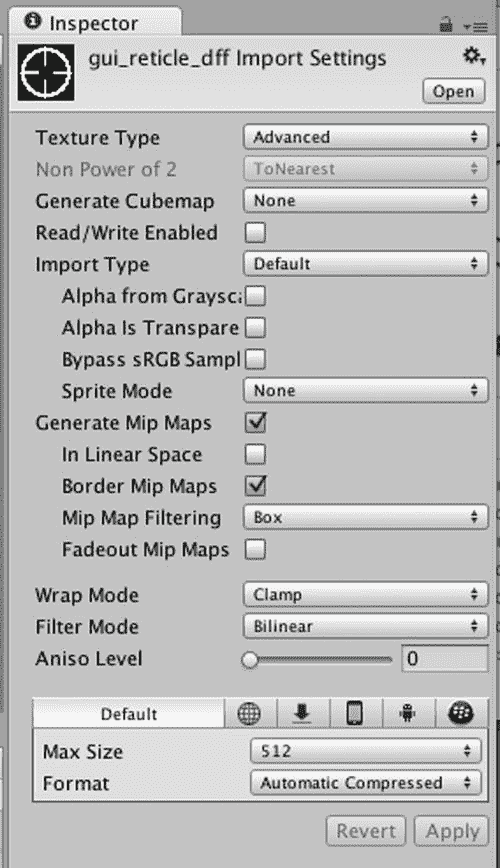 Inspector
gui_reticle_dff Import Settings
Open
Texture Type Advanced
Non Power of 2 ToNearest
Generate Cubemap None
Read/Write Enabled
Import Type Default
Alpha from Graysc
Alpha Is Transpare
Bypass sRGB Sampl
Sprite Mode None
Generate Mip Maps
In Linear Space
Border Mip Maps
Mip Map Filtering Box
Fadeout Mip Maps
Wrap Mode Clamp
Filter Mode Bilinear
Aniso Level 0
Default
Max Size 512
Format Automatic Compressed
Revert Apply